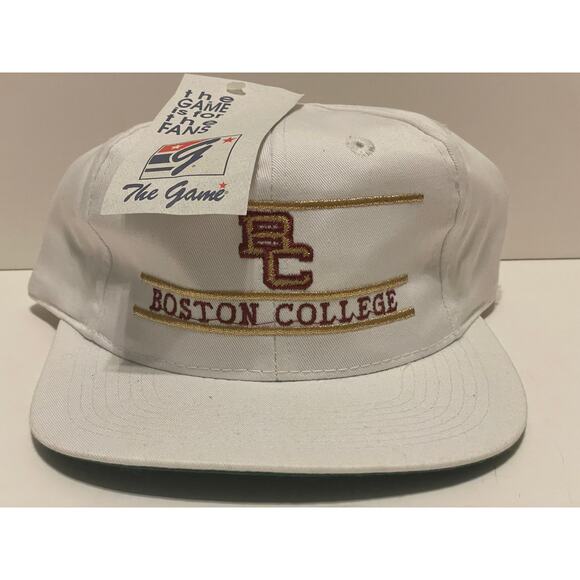 the
GAME
is for
the
FANS
G
The Game
BC
BOSTON COLLEGE